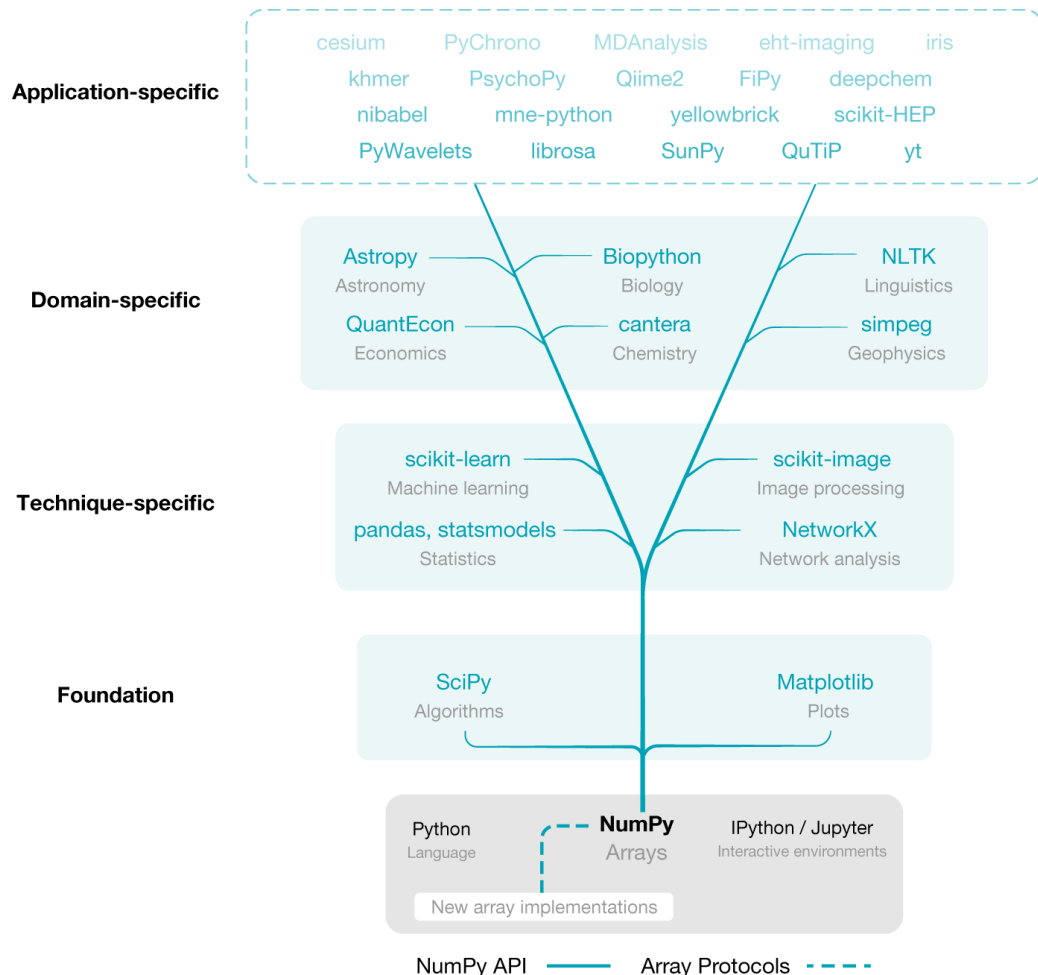 cesium PyChrono MDAnalysis eht-imaging iris
khmer PsychoPy Qiime2 FiPy deepchem
Application-specific
nibabel mne-python yellowbrick scikit-HEP
PyWavelets librosa SunPy QuTiP yt
Astropy Biopython NLTK
Astronomy Biology Linguistics
Domain-specific
QuantEcon cantera simpeg
Economics Chemistry Geophysics
scikit-learn scikit-image
Machine learning Image processing
Technique-specific
pandas, statsmodels NetworkX
Statistics Network analysis
SciPy Matplotlib
Foundation
Algorithms Plots
Python NumPy IPython / Jupyter
Language Arrays Interactive environments
New array implementations
NumPy API Array Protocols